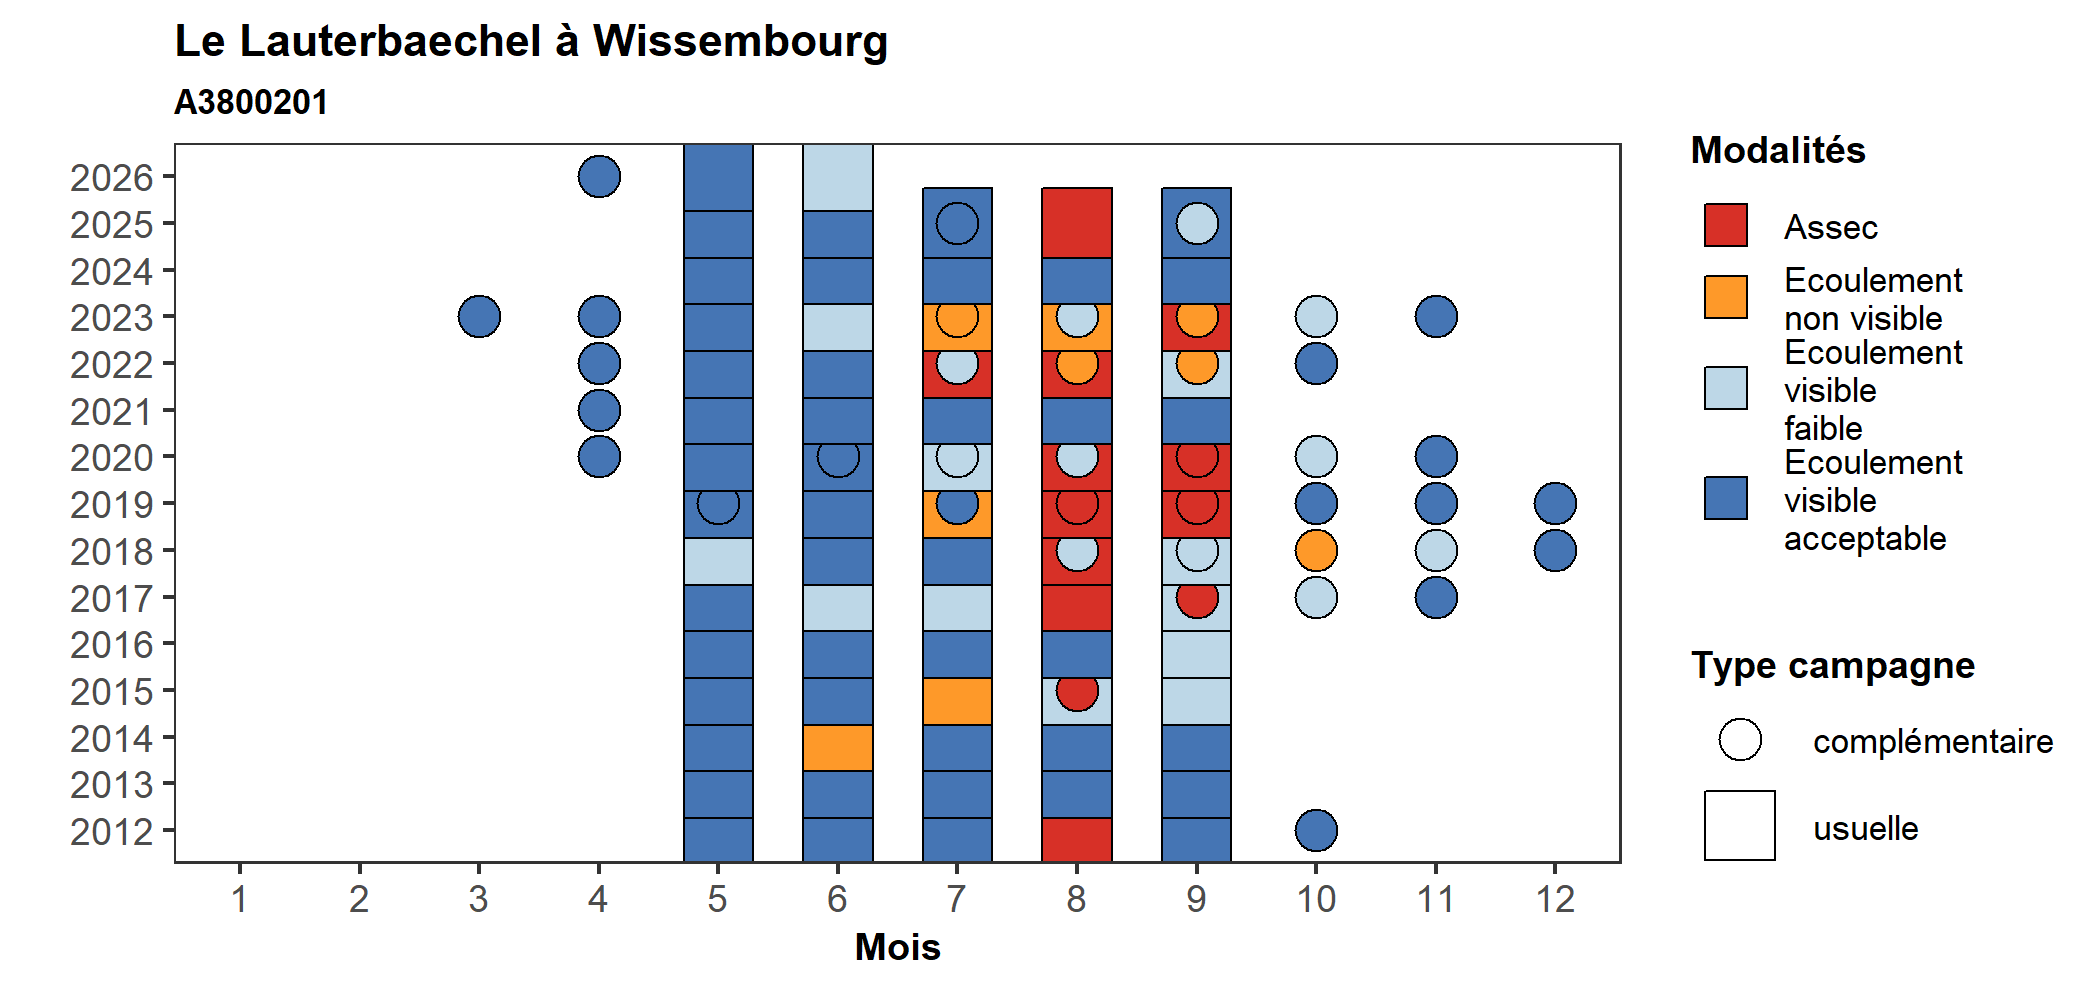 Le Lauterbaechel à Wissembourg
A3800201
2026
2025
2024
2023
2022
2021
2020
2019
2018
2017
2016
2015
2014
2013
2012
1 2 3 4 5 6 7 8 9 10 11 12
Mois
Modalités
Assec
Ecoulement
non visible
Ecoulement
visible
faible
Ecoulement
visible
acceptable
Type campagne
complémentaire
usuelle